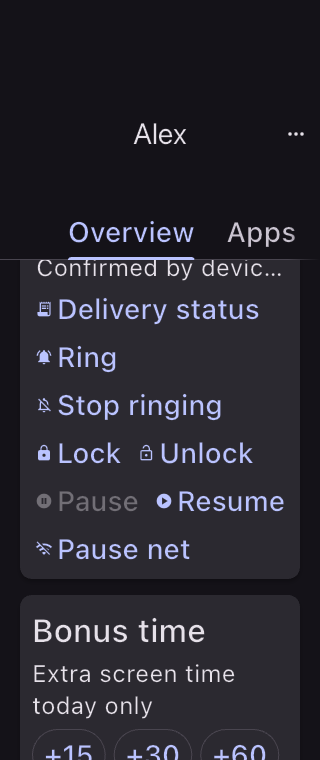 Alex
Overview Apps
Confirmed by devic...
Delivery status
Ring
Stop ringing
Lock Unlock
Pause Resume
Pause net
Bonus time
Extra screen time
today only
+15 +30 +60